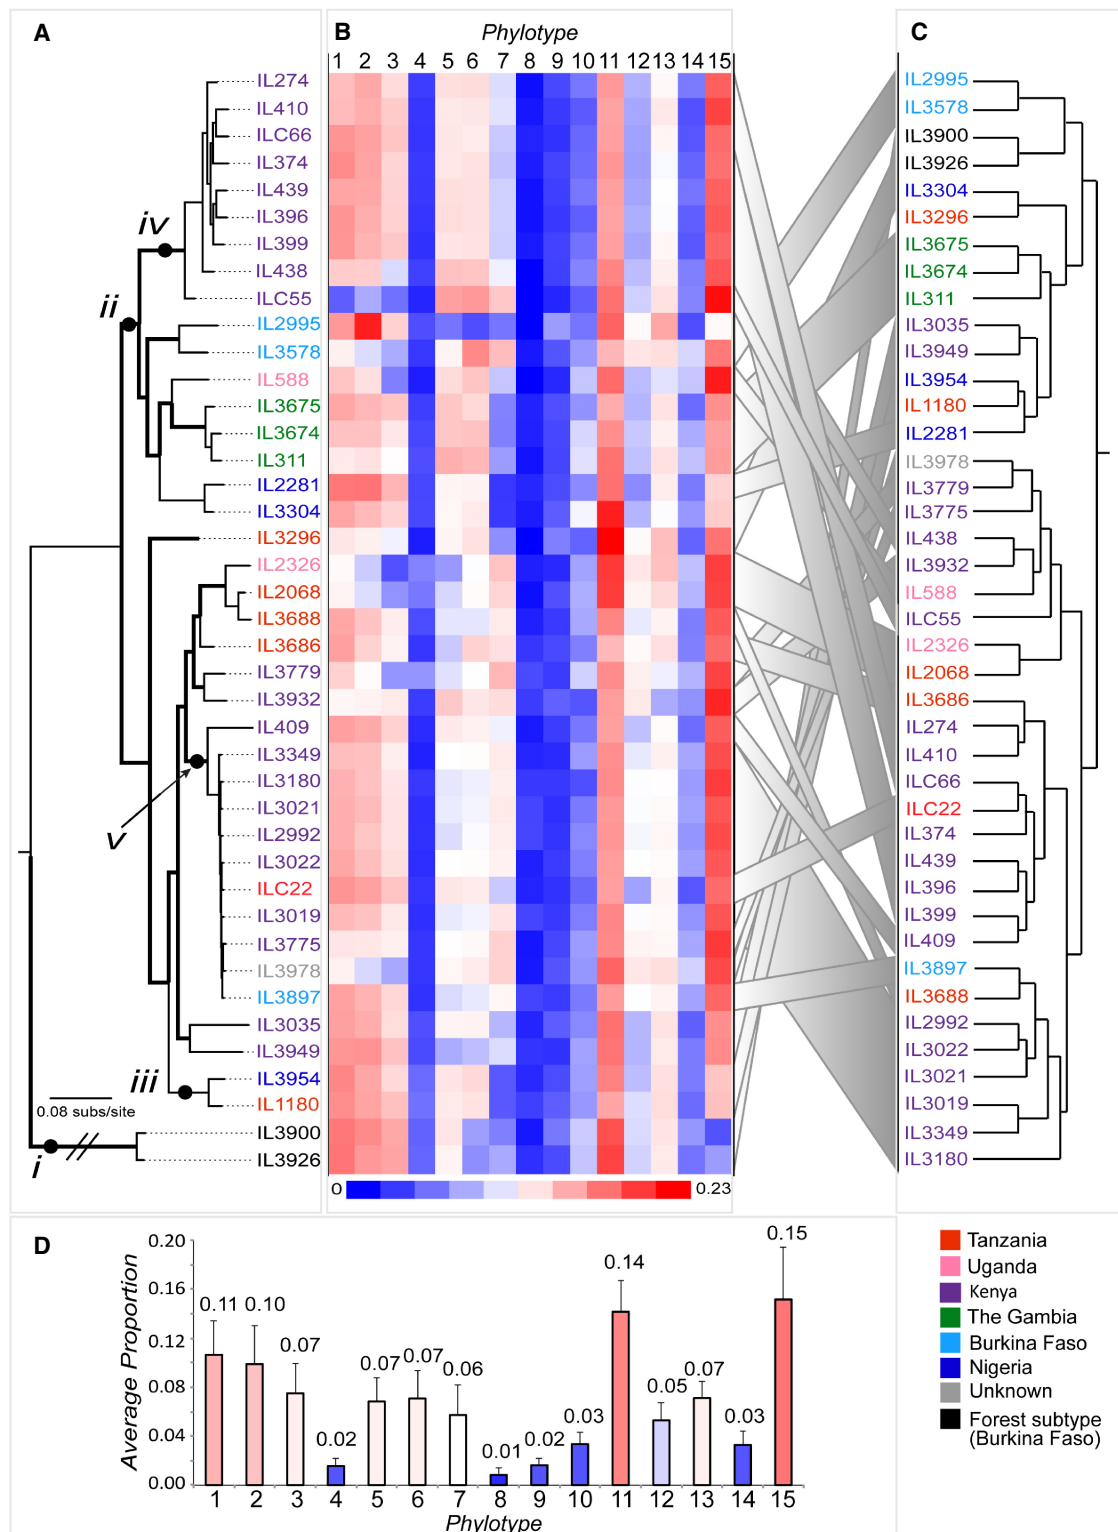 A
B
Phylotype
C
1 2 3 4 5 6 7 8 9 10 11 12 13 14 15
IL274
IL410
ILC66
IL374
IL439
IL396
IL399
IL438
ILC55
IL2995
IL3578
IL588
IL3675
IL3674
IL311
IL2281
IL3304
IL3296
IL2326
IL2068
IL3688
IL3686
IL3779
IL3932
IL409
IL3349
IL3180
IL3021
IL2992
IL3022
ILC22
IL3019
IL3775
IL3978
IL3897
IL3035
IL3949
IL3954
IL1180
IL3900
IL3926
iv
ii
v
iii
i
0.08 subs/site
0 0.23
IL2995
IL3578
IL3900
IL3926
IL3304
IL3296
IL3675
IL3674
IL311
IL3035
IL3949
IL3954
IL1180
IL2281
IL3978
IL3779
IL3775
IL438
IL3932
IL588
ILC55
IL2326
IL2068
IL3686
IL274
IL410
ILC66
ILC22
IL374
IL439
IL396
IL399
IL409
IL3897
IL3688
IL2992
IL3022
IL3021
IL3019
IL3349
IL3180
D
Average Proportion
0.20
0.16
0.12
0.08
0.04
0.00
0.11
0.10
0.07
0.02
0.07
0.07
0.06
0.01
0.02
0.03
0.14
0.05
0.07
0.03
0.15
1 2 3 4 5 6 7 8 9 10 11 12 13 14 15
Phylotype
Tanzania
Uganda
Kenya
The Gambia
Burkina Faso
Nigeria
Unknown
Forest subtype
(Burkina Faso)